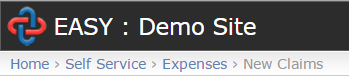 EASY : Demo Site
Home > Self Service > Expenses > New Claims